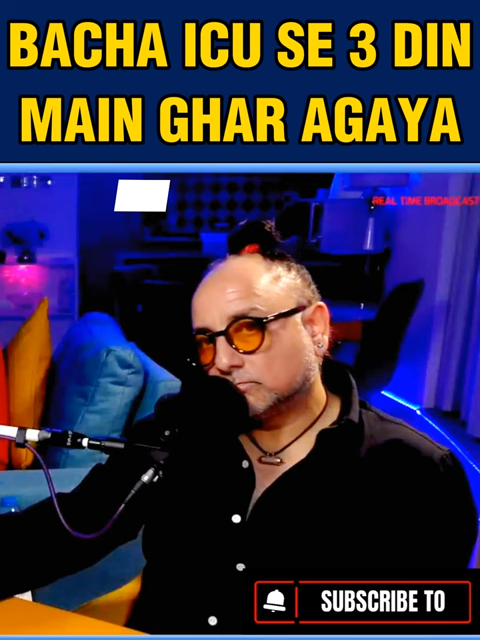 BACHA ICU SE 3 DIN
MAIN GHAR AGAYA
REAL TIME BROADCAST
SUBSCRIBE TO